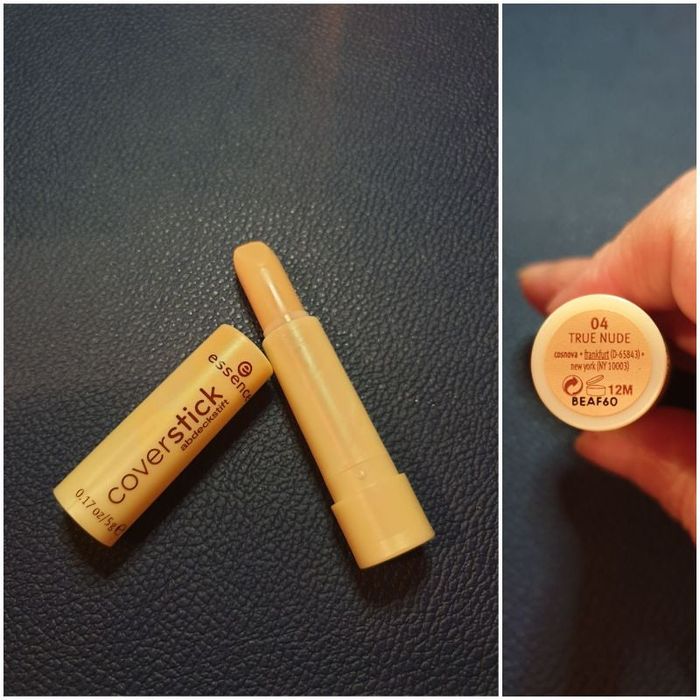 essence
coverstick
abdeckstift
0.17 oz/5g℮
04
TRUE NUDE
cosnova • frankfurt (D-65843) •
new york (NY 10003)
12M
BEAF60